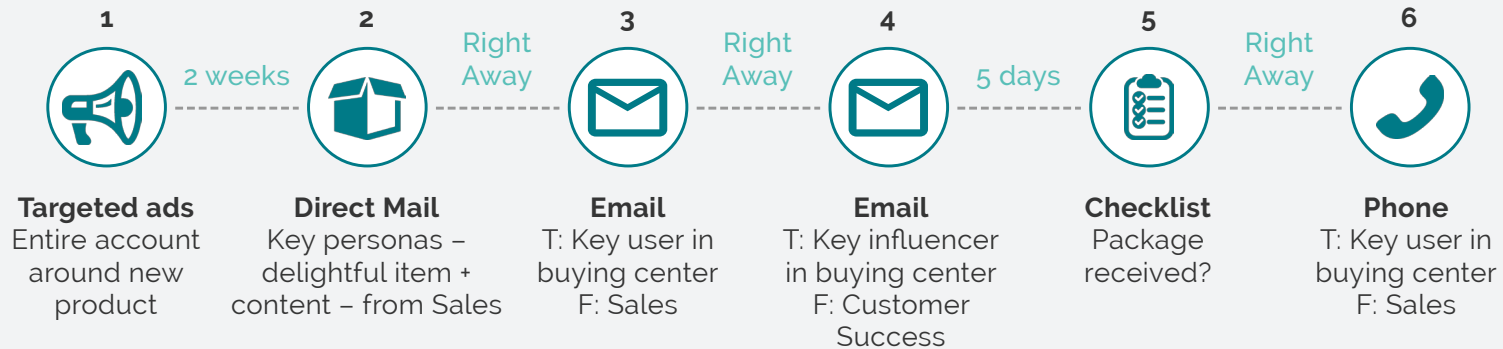 1
2 weeks
2
Right
Away
3
Right
Away
4
5 days
5
Right
Away
6
Targeted ads
Entire account
around new
product
Direct Mail
Key personas –
delightful item +
content – from Sales
Email
T: Key user in
buying center
F: Sales
Email
T: Key influencer
in buying center
F: Customer
Success
Checklist
Package
received?
Phone
T: Key user in
buying center
F: Sales